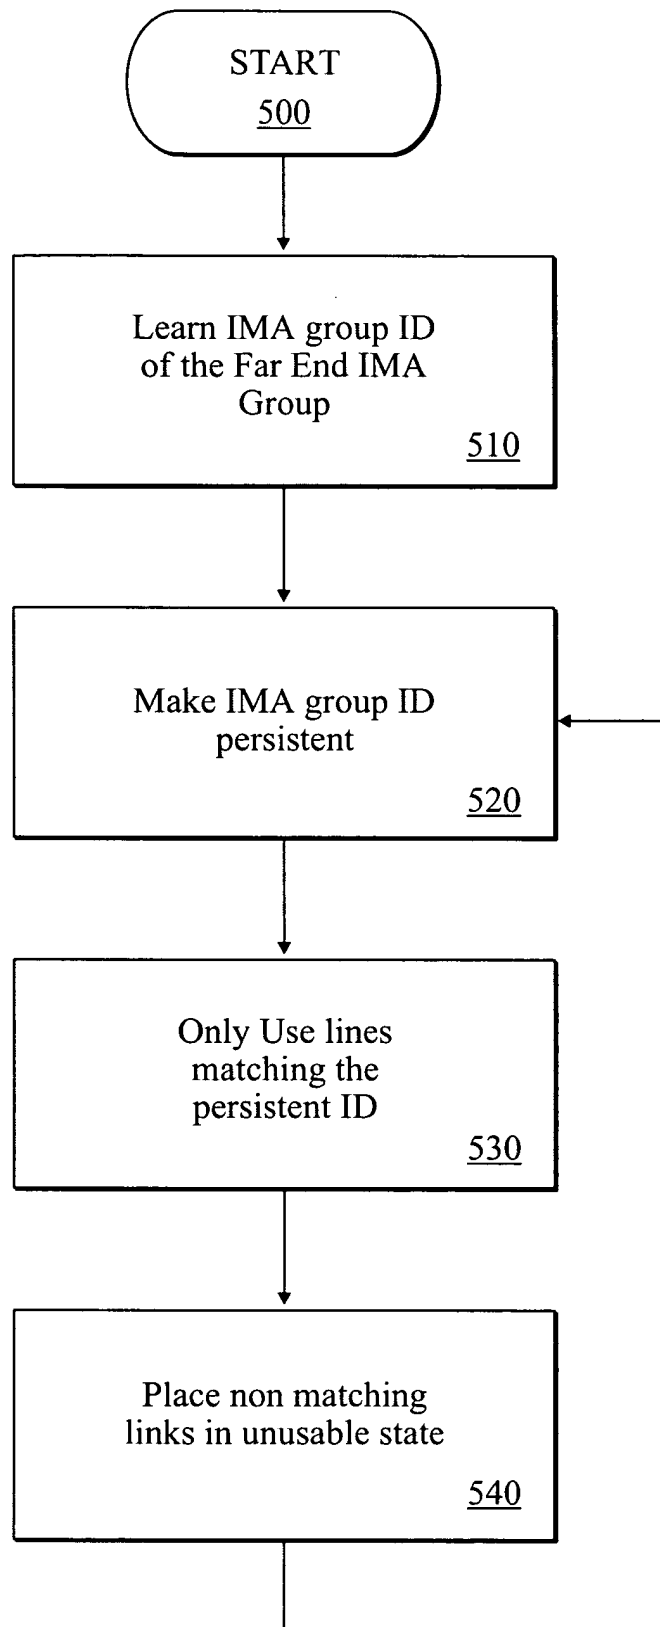 START
500
Learn IMA group ID
of the Far End IMA
Group
510
Make IMA group ID
persistent
520
Only Use lines
matching the
persistent ID
530
Place non matching
links in unusable state
540